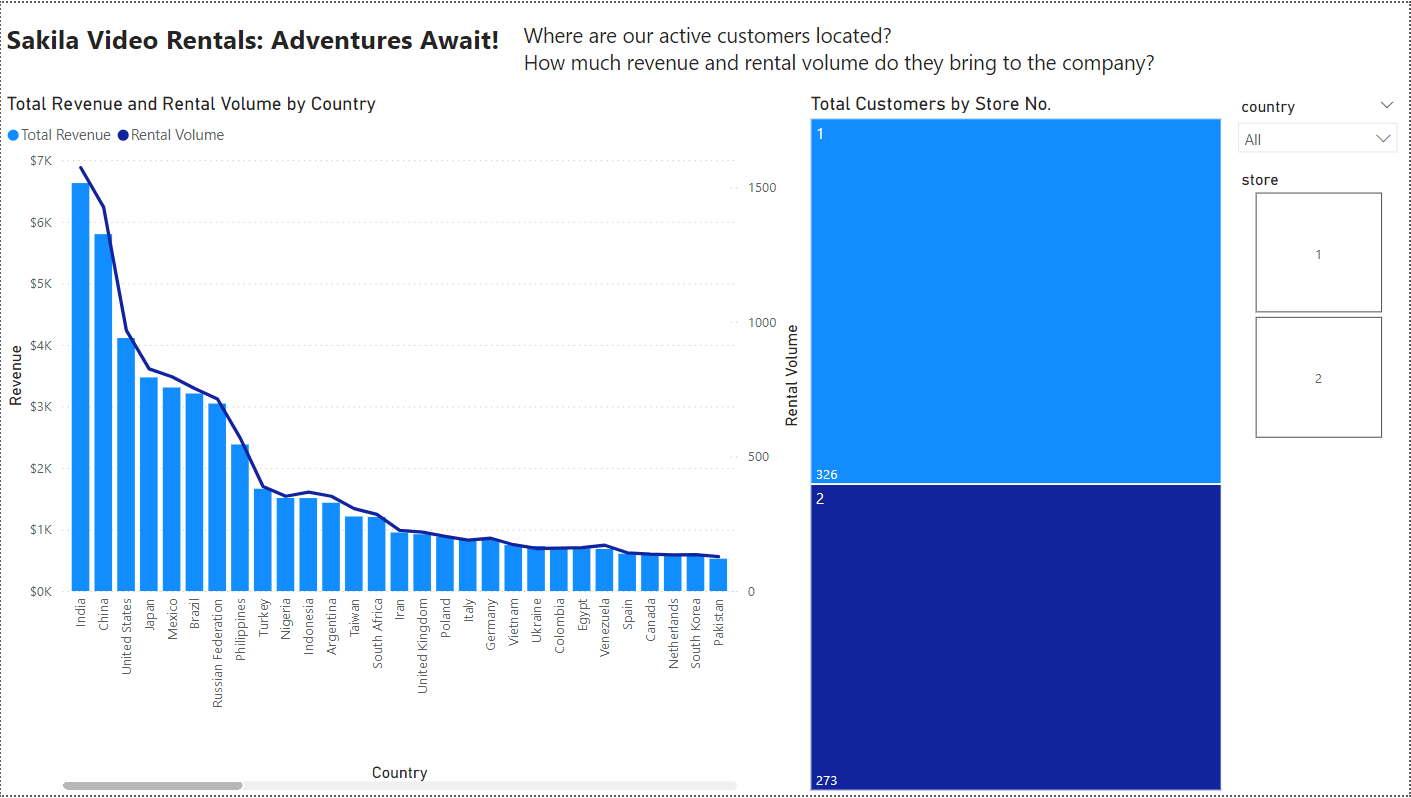 Sakila Video Rentals: Adventures Await!
Where are our active customers located?
How much revenue and rental volume do they bring to the company?
Total Revenue and Rental Volume by Country
Total Revenue
Rental Volume
$7K
$6K
$5K
$4K
$3K
$2K
$1K
$0K
Revenue
1500
1000
500
0
Rental Volume
India
China
United States
Japan
Mexico
Brazil
Russian Federation
Philippines
Turkey
Nigeria
Indonesia
Argentina
Taiwan
South Africa
Iran
United Kingdom
Poland
Italy
Germany
Vietnam
Ukraine
Colombia
Egypt
Venezuela
Spain
Canada
Netherlands
South Korea
Pakistan
Country
Total Customers by Store No.
1
326
2
273
country
All
store
1
2